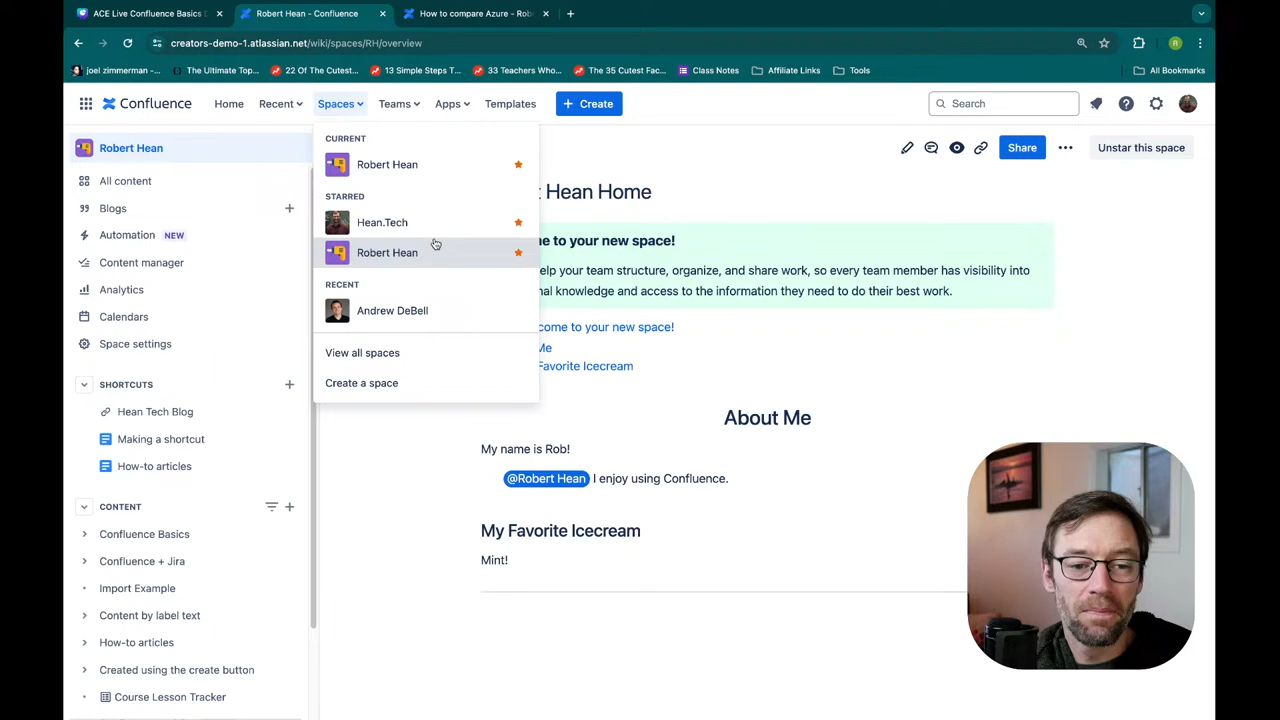 ACE Live Confluence Basics
Robert Hean - Confluence
How to compare Azure - Rob
creators-demo-1.atlassian.net/wiki/spaces/RH/overview
R
joel zimmerman -...
The Ultimate Top...
22 Of The Cutest...
13 Simple Steps T...
33 Teachers Who...
The 35 Cutest Fac...
Class Notes
Affiliate Links
Tools
All Bookmarks
Confluence
Home
Recent
Spaces
Teams
Apps
Templates
+ Create
Search
Robert Hean
All content
Blogs
Automation NEW
Content manager
Analytics
Calendars
Space settings
SHORTCUTS
Hean Tech Blog
Making a shortcut
How-to articles
CONTENT
Confluence Basics
Confluence + Jira
Import Example
Content by label text
How-to articles
Created using the create button
Course Lesson Tracker
CURRENT
Robert Hean
STARRED
Hean.Tech
Robert Hean
RECENT
Andrew DeBell
View all spaces
Create a space
Share
Unstar this space
Hean Home
to your new space!
help your team structure, organize, and share work, so every team member has visibility into
knowledge and access to the information they need to do their best work.
come to your new space!
Me
Favorite Icecream
About Me
My name is Rob!
@Robert Hean I enjoy using Confluence.
My Favorite Icecream
Mint!